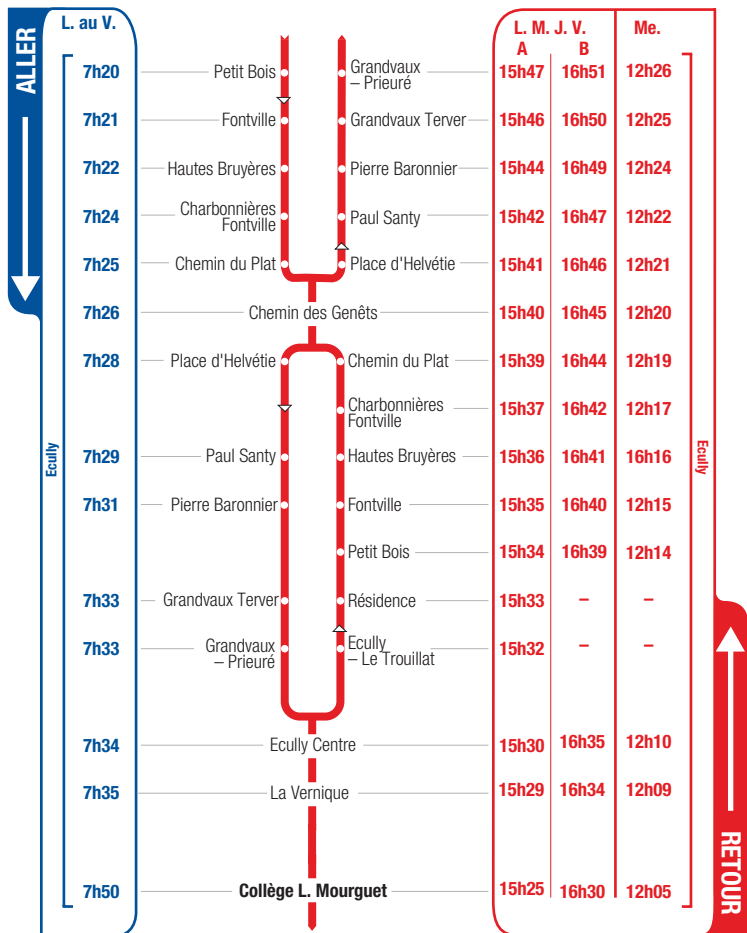 ALLER
L. au V.
L. M. J. V.
A B
Me.
7h20 Petit Bois Grandvaux – Prieuré 15h47 16h51 12h26
7h21 Fontville Grandvaux Terver 15h46 16h50 12h25
7h22 Hautes Bruyères Pierre Baronnier 15h44 16h49 12h24
7h24 Charbonnières Fontville Paul Santy 15h42 16h47 12h22
7h25 Chemin du Plat Place d'Helvétie 15h41 16h46 12h21
7h26 Chemin des Genêts 15h40 16h45 12h20
7h28 Place d'Helvétie Chemin du Plat 15h39 16h44 12h19
Charbonnières Fontville 15h37 16h42 12h17
Ecully
7h29 Paul Santy Hautes Bruyères 15h36 16h41 16h16
Ecully
7h31 Pierre Baronnier Fontville 15h35 16h40 12h15
Petit Bois 15h34 16h39 12h14
7h33 Grandvaux Terver Résidence 15h33 – –
7h33 Grandvaux – Prieuré Ecully – Le Trouillat 15h32 – –
7h34 Ecully Centre 15h30 16h35 12h10
7h35 La Vernique 15h29 16h34 12h09
7h50 Collège L. Mourguet 15h25 16h30 12h05
RETOUR